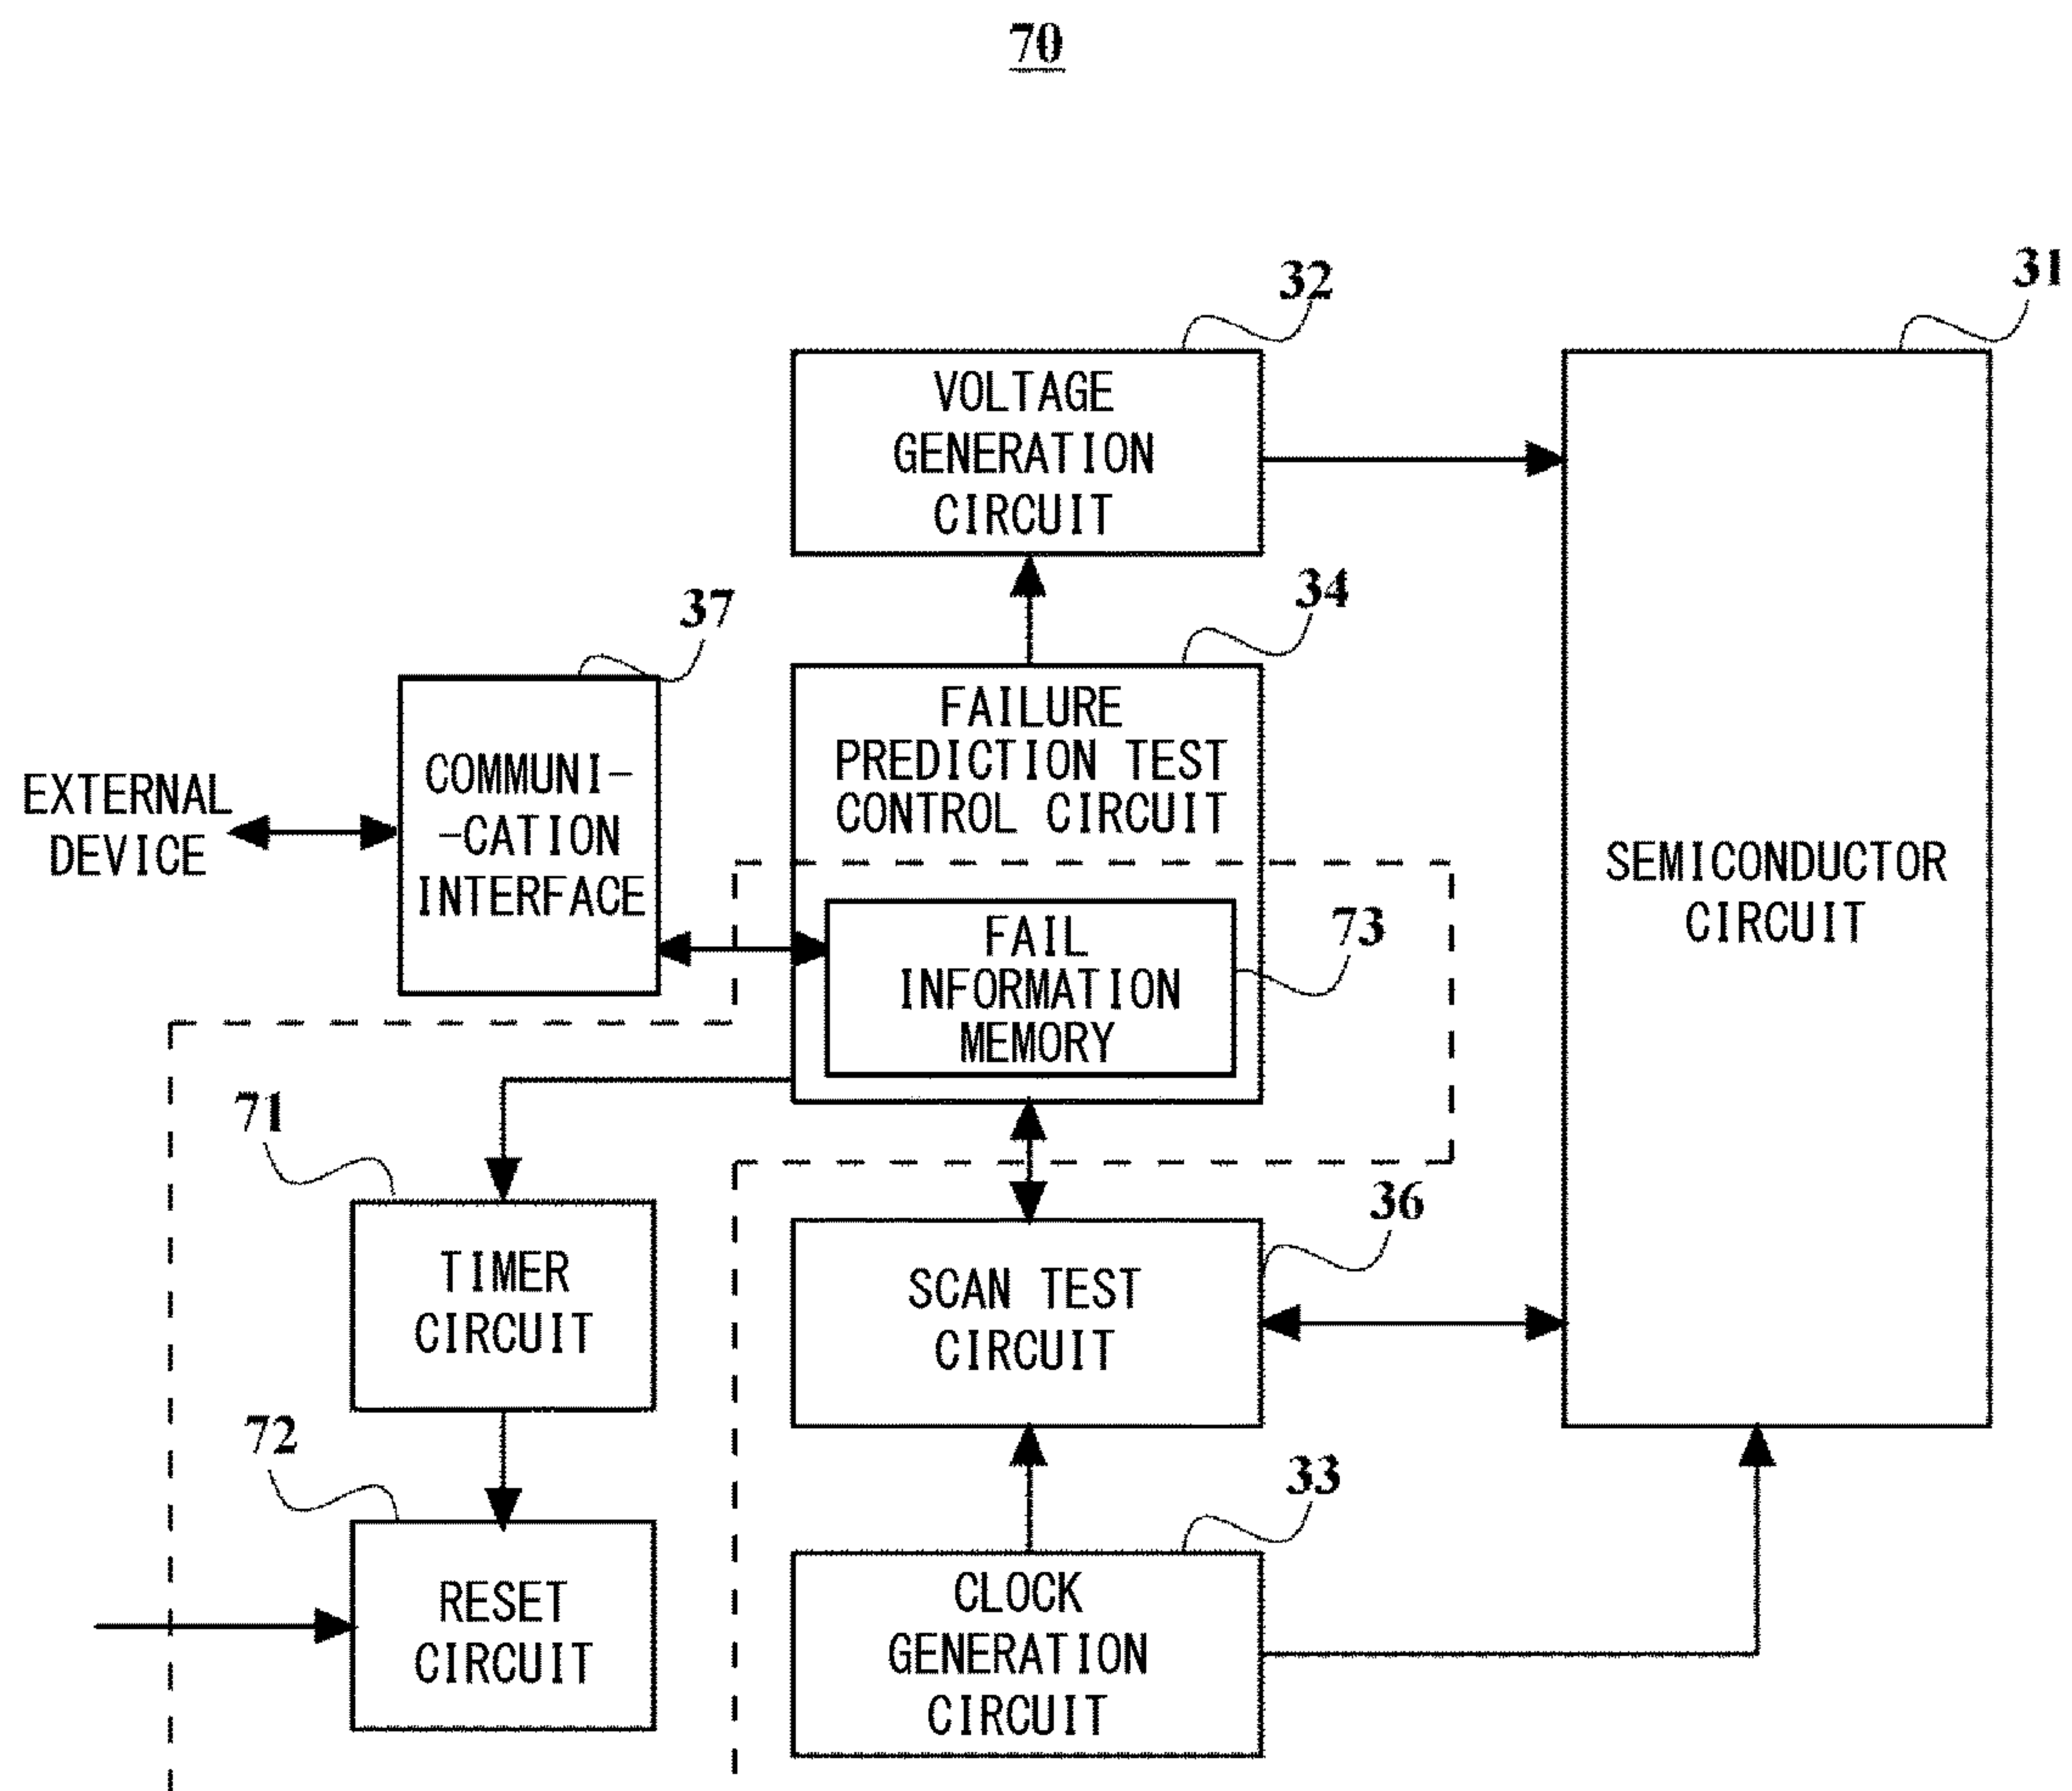 70
32
31
VOLTAGE
GENERATION
CIRCUIT
37
34
FAILURE
PREDICTION TEST
CONTROL CIRCUIT
EXTERNAL
DEVICE
COMMUNI-
-CATION
INTERFACE
SEMICONDUCTOR
CIRCUIT
73
FAIL
INFORMATION
MEMORY
71
36
TIMER
CIRCUIT
SCAN TEST
CIRCUIT
72
33
RESET
CIRCUIT
CLOCK
GENERATION
CIRCUIT